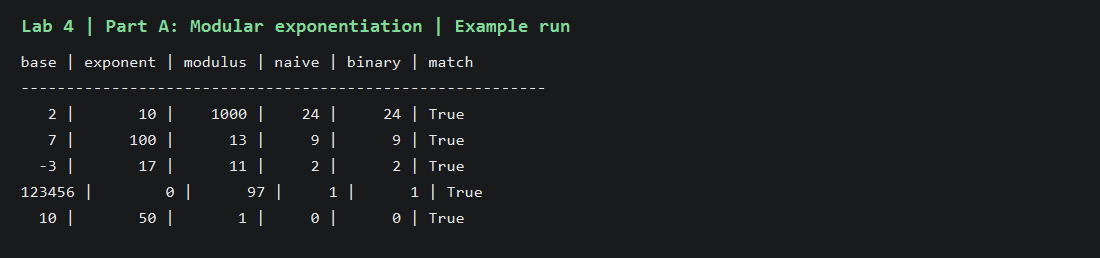 Lab 4 | Part A: Modular exponentiation | Example run
base | exponent | modulus | naive | binary | match
----------------------------------------------------------
   2 |       10 |    1000 |    24 |     24 | True
   7 |      100 |      13 |     9 |      9 | True
  -3 |       17 |      11 |     2 |      2 | True
123456 |        0 |      97 |     1 |      1 | True
  10 |       50 |       1 |     0 |      0 | True